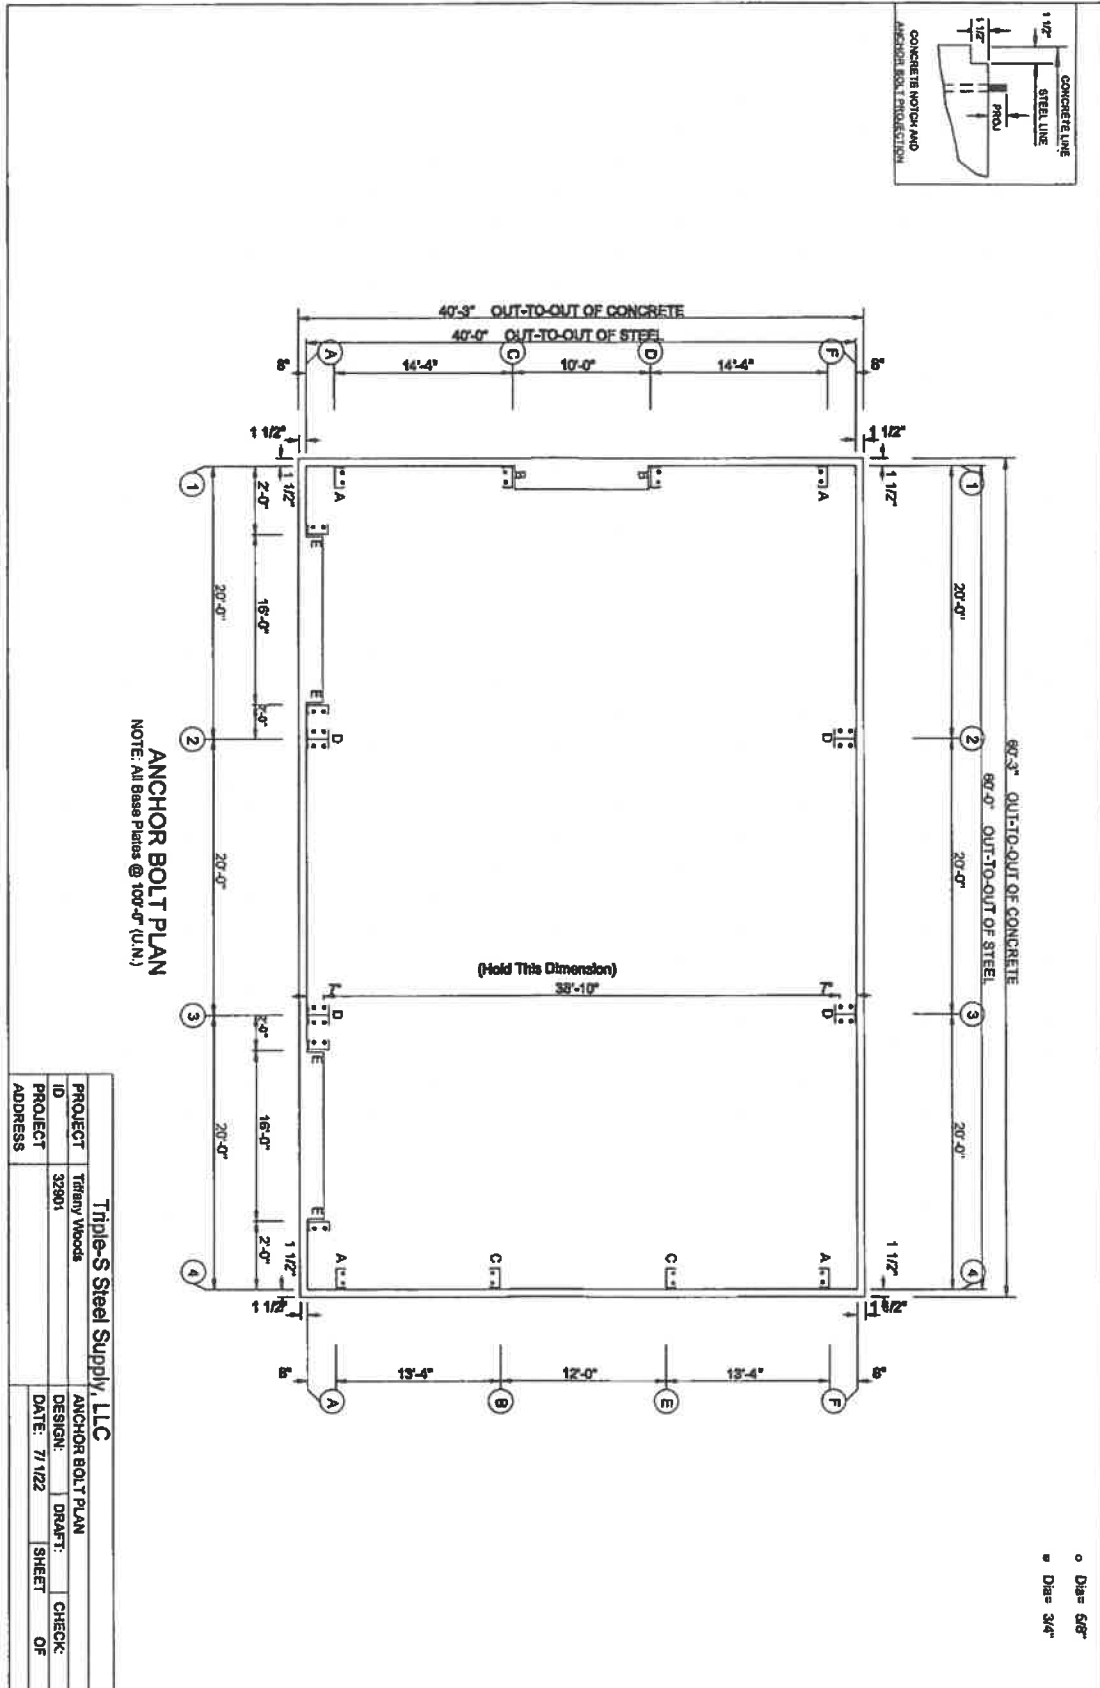 CONCRETE LINE
STEEL LINE
1 1/2"
1 1/2"
PROJ
CONCRETE NOTCH AND
ANCHOR BOLT PROJECTION
○ Dia= 5/8"
Dia= 3/4"
60'-3" OUT-TO-OUT OF CONCRETE
60'-0" OUT-TO-OUT OF STEEL
1
2
3
4
20'-0"
20'-0"
20'-0"
40'-3" OUT-TO-OUT OF CONCRETE
40'-0" OUT-TO-OUT OF STEEL
F
D
C
A
8"
14'-4"
10'-0"
14'-4"
8"
1 1/2"
1 1/2"
1 1/2"
1 1/2"
A
B
B
A
D
D
7"
38'-10"
(Hold This Dimension)
7"
A
C
C
A
1 1/2"
1 1/2"
1 1/2"
F
E
B
A
8"
13'-4"
12'-0"
13'-4"
8"
E
E
D
D
E
E
2'-0"
16'-0"
2'-0"
2'-0"
16'-0"
2'-0"
20'-0"
20'-0"
20'-0"
1
2
3
4
ANCHOR BOLT PLAN
NOTE: All Base Plates @ 100'-0" (U.N.)
Triple-S Steel Supply, LLC
PROJECT Tiffany Woods ANCHOR BOLT PLAN
ID 32901 DESIGN: DRAFT: CHECK:
PROJECT DATE: 7/ 1/22 SHEET OF
ADDRESS